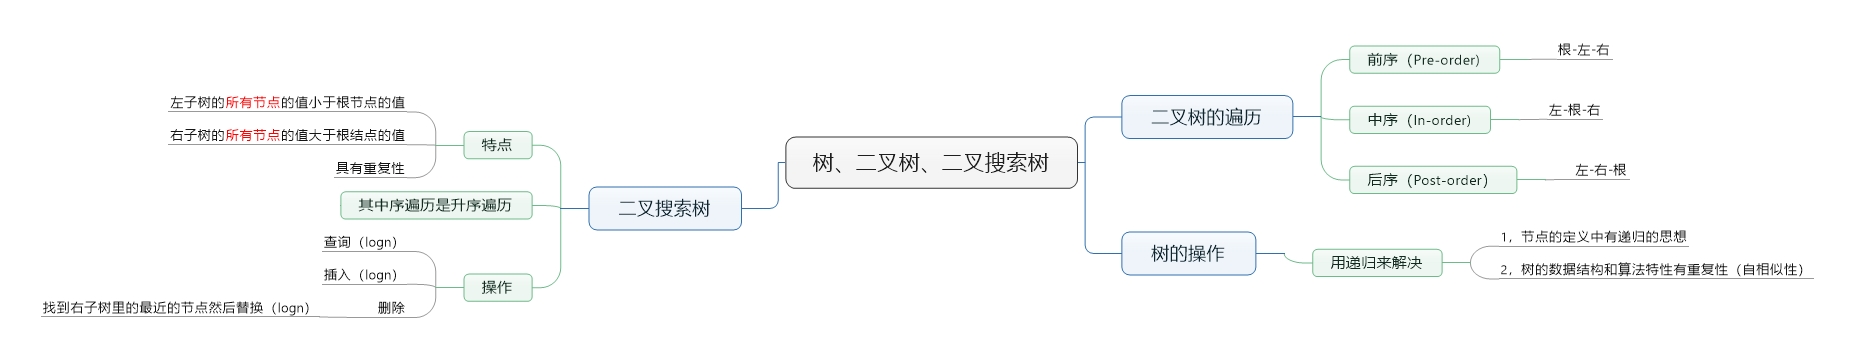 树、二叉树、二叉搜索树
二叉树的遍历
前序（Pre-order）
根-左-右
中序（In-order）
左-根-右
后序（Post-order）
左-右-根
树的操作
用递归来解决
1，节点的定义中有递归的思想
2，树的数据结构和算法特性有重复性（自相似性）
二叉搜索树
特点
左子树的所有节点的值小于根节点的值
右子树的所有节点的值大于根结点的值
具有重复性
其中序遍历是升序遍历
操作
查询（logn）
插入（logn）
删除
找到右子树里的最近的节点然后替换（logn）